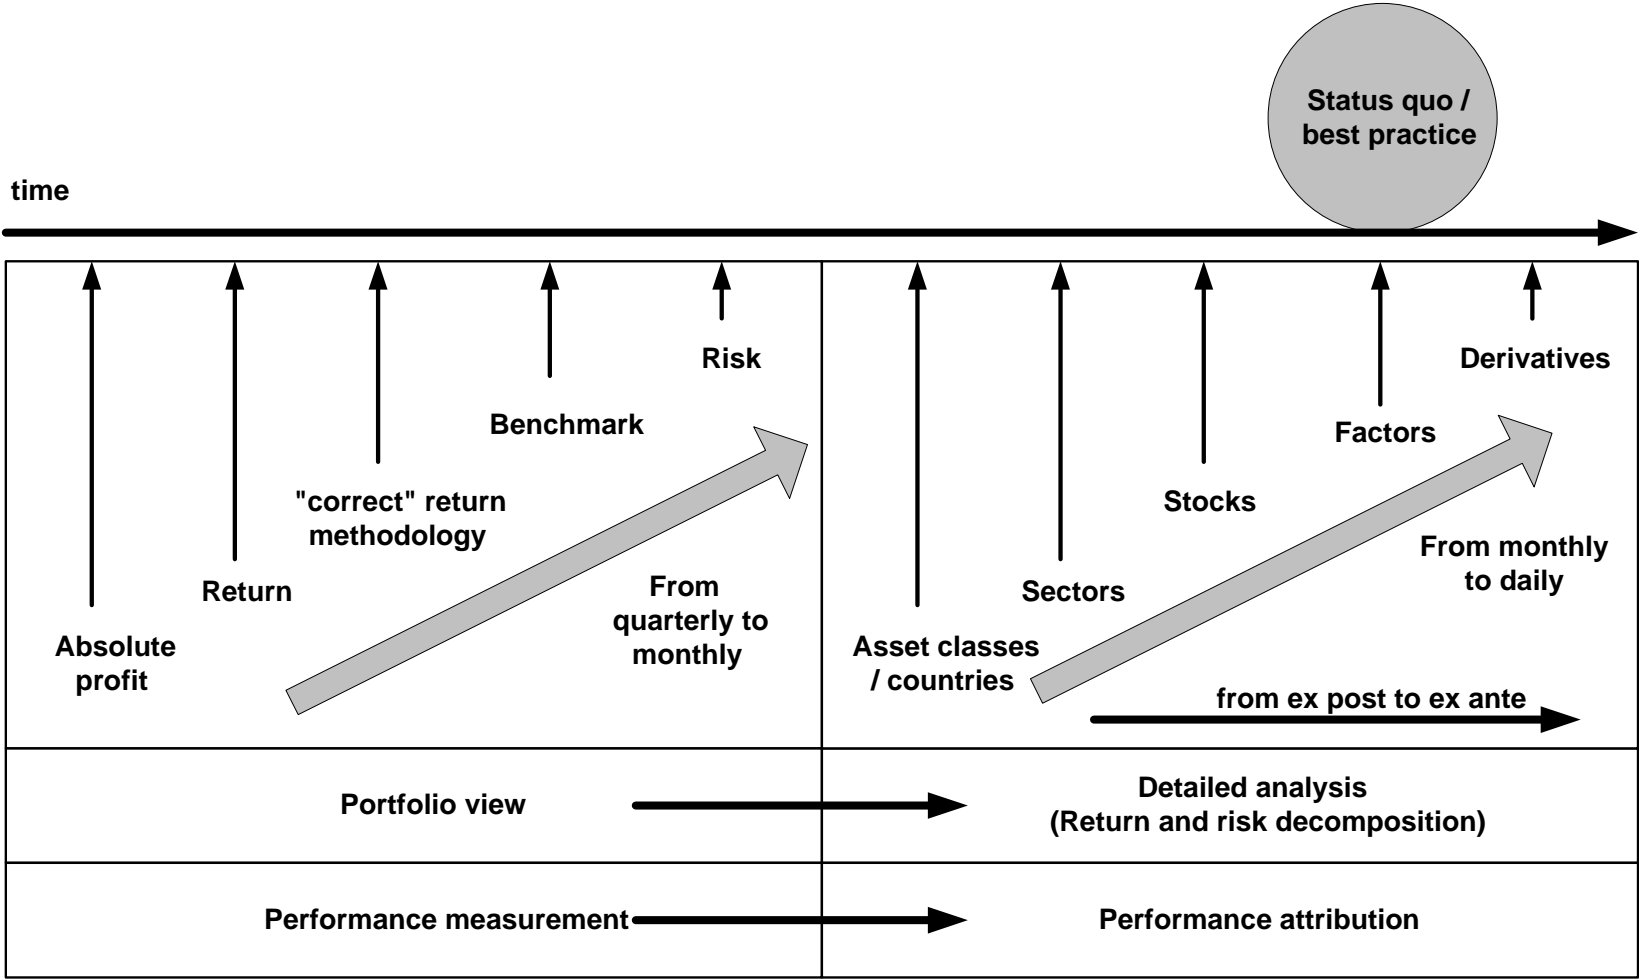 Status quo /
best practice
time
Risk
Derivatives
Benchmark
Factors
"correct" return
methodology
Stocks
From monthly
to daily
Return
From
quarterly to
monthly
Sectors
Absolute
profit
Asset classes
/ countries
from ex post to ex ante
Portfolio view
Detailed analysis
(Return and risk decomposition)
Performance measurement
Performance attribution